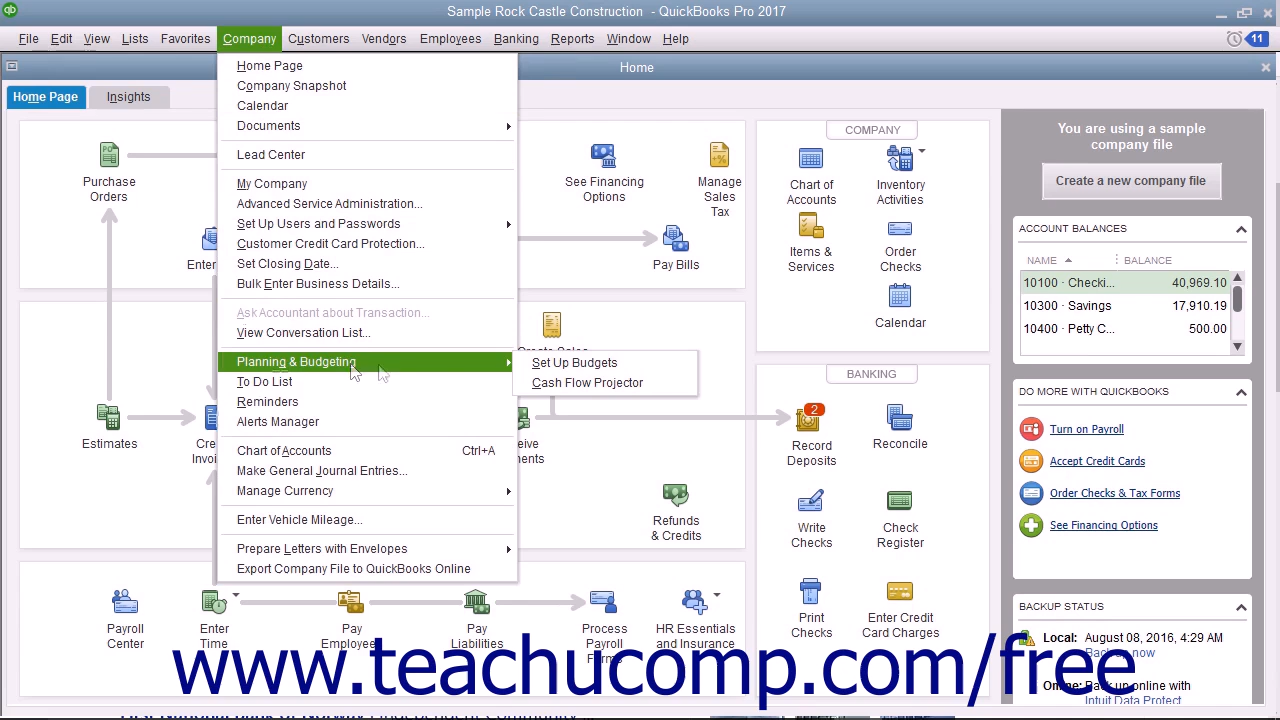 qb
Sample Rock Castle Construction - QuickBooks Pro 2017
File Edit View Lists Favorites Company Customers Vendors Employees Banking Reports Window Help
11
Home
Home Page Insights
Home Page
Company Snapshot
Calendar
Documents
Lead Center
My Company
Advanced Service Administration...
Set Up Users and Passwords
Customer Credit Card Protection...
Set Closing Date...
Bulk Enter Business Details...
Ask Accountant about Transaction...
View Conversation List...
Planning & Budgeting
To Do List
Reminders
Alerts Manager
Chart of Accounts Ctrl+A
Make General Journal Entries...
Manage Currency
Enter Vehicle Mileage...
Prepare Letters with Envelopes
Export Company File to QuickBooks Online
Set Up Budgets
Cash Flow Projector
Purchase
Orders
See Financing
Options
Manage
Sales
Tax
Pay Bills
Estimates
Refunds
& Credits
Payroll
Center
Enter
Time
Pay
Pay
Liabilities
Process
Payroll
HR Essentials
and Insurance
COMPANY
Chart of
Accounts
Inventory
Activities
Items &
Services
Order
Checks
Calendar
BANKING
2
Record
Deposits
Reconcile
Write
Checks
Check
Register
Print
Checks
Enter Credit
Card Charges
You are using a sample
company file
Create a new company file
ACCOUNT BALANCES
NAME BALANCE
10100 · Checki... 40,969.10
10300 · Savings 17,910.19
10400 · Petty C... 500.00
DO MORE WITH QUICKBOOKS
Turn on Payroll
Accept Credit Cards
Order Checks & Tax Forms
See Financing Options
BACKUP STATUS
Local: August 08, 2016, 4:29 AM
Backup now
Online: Back up online with
Intuit Data Protect
www.teachucomp.com/free